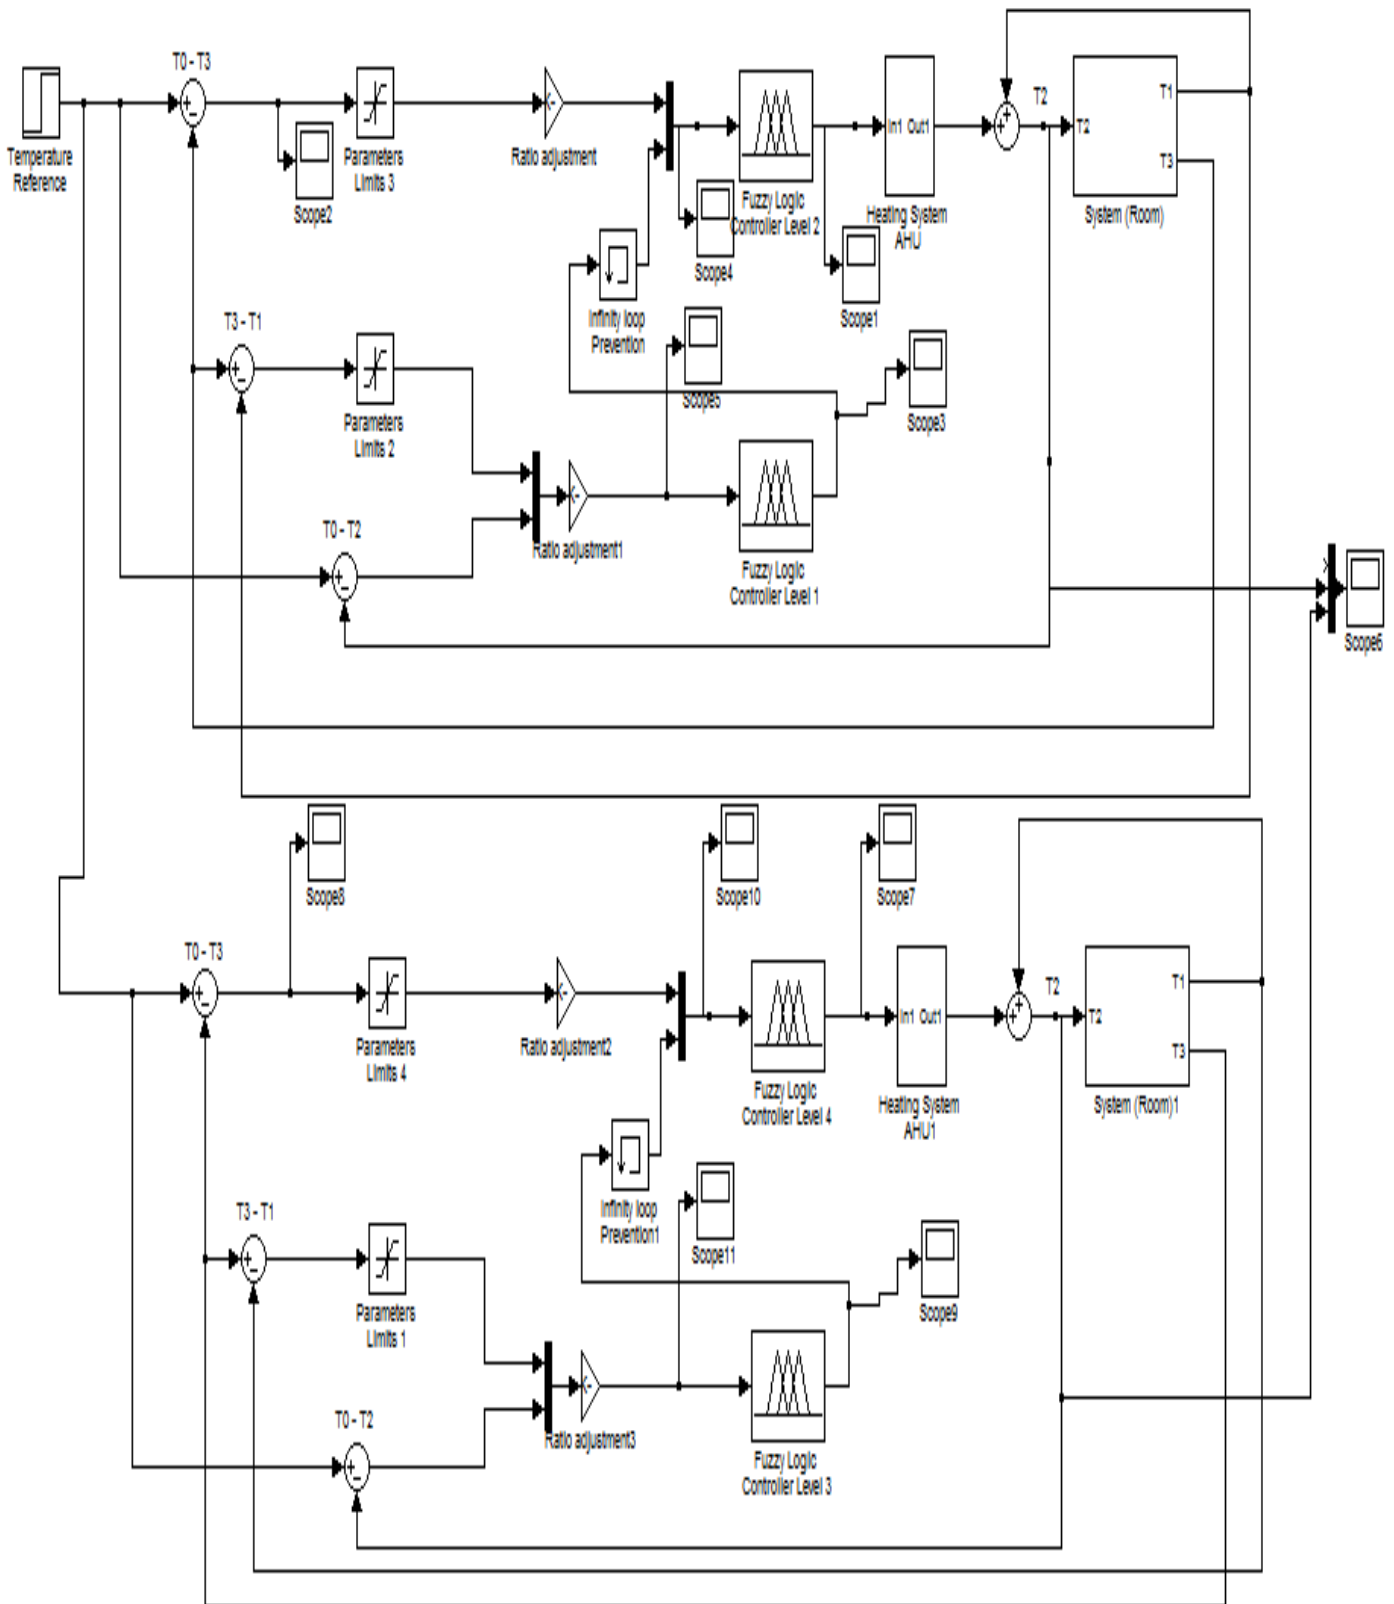 T0 - T3
Temperature
Reference
Scope2
Parameters
Limits 3
Ratio adjustment
Scope4
Fuzzy Logic
Controller Level 2
In1 Out1
Heating System
AHU
T2
T2
T1
T3
System (Room)
Scope1
Infinity loop
Prevention
T3 - T1
Parameters
Limits 2
Scope5
Scope3
T0 - T2
Ratio adjustment1
Fuzzy Logic
Controller Level 1
Scope6
Scope8
Scope10
Scope7
T0 - T3
Parameters
Limits 4
Ratio adjustment2
Fuzzy Logic
Controller Level 4
In1 Out1
Heating System
AHU1
T2
T2
T1
T3
System (Room)1
Infinity loop
Prevention1
Scope11
T3 - T1
Parameters
Limits 1
Scope9
T0 - T2
Ratio adjustment3
Fuzzy Logic
Controller Level 3